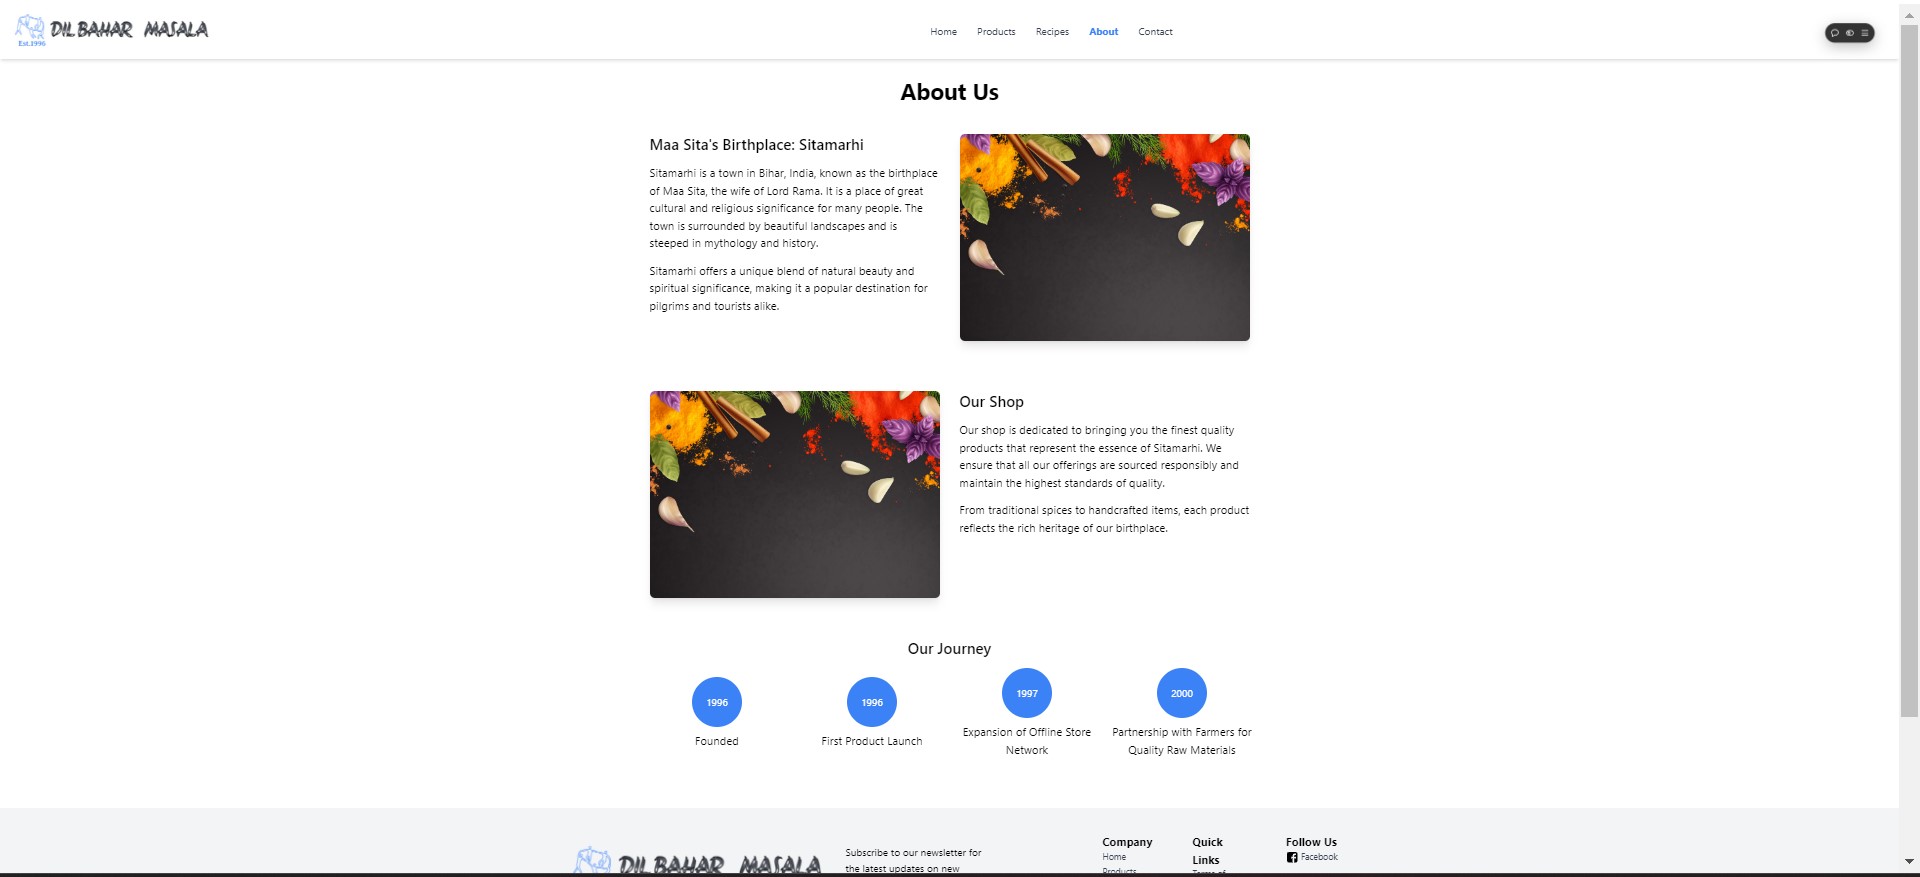 DIL BAHAR MASALA
Est.1996
Home Products Recipes About Contact
About Us
Maa Sita's Birthplace: Sitamarhi
Sitamarhi is a town in Bihar, India, known as the birthplace
of Maa Sita, the wife of Lord Rama. It is a place of great
cultural and religious significance for many people. The
town is surrounded by beautiful landscapes and is
steeped in mythology and history.
Sitamarhi offers a unique blend of natural beauty and
spiritual significance, making it a popular destination for
pilgrims and tourists alike.
Our Shop
Our shop is dedicated to bringing you the finest quality
products that represent the essence of Sitamarhi. We
ensure that all our offerings are sourced responsibly and
maintain the highest standards of quality.
From traditional spices to handcrafted items, each product
reflects the rich heritage of our birthplace.
Our Journey
1996
Founded
1996
First Product Launch
1997
Expansion of Offline Store
Network
2000
Partnership with Farmers for
Quality Raw Materials
DIL BAHAR MASALA
Subscribe to our newsletter for
the latest updates on new
Company
Home
Products
Quick
Links
Terms of
Follow Us
Facebook